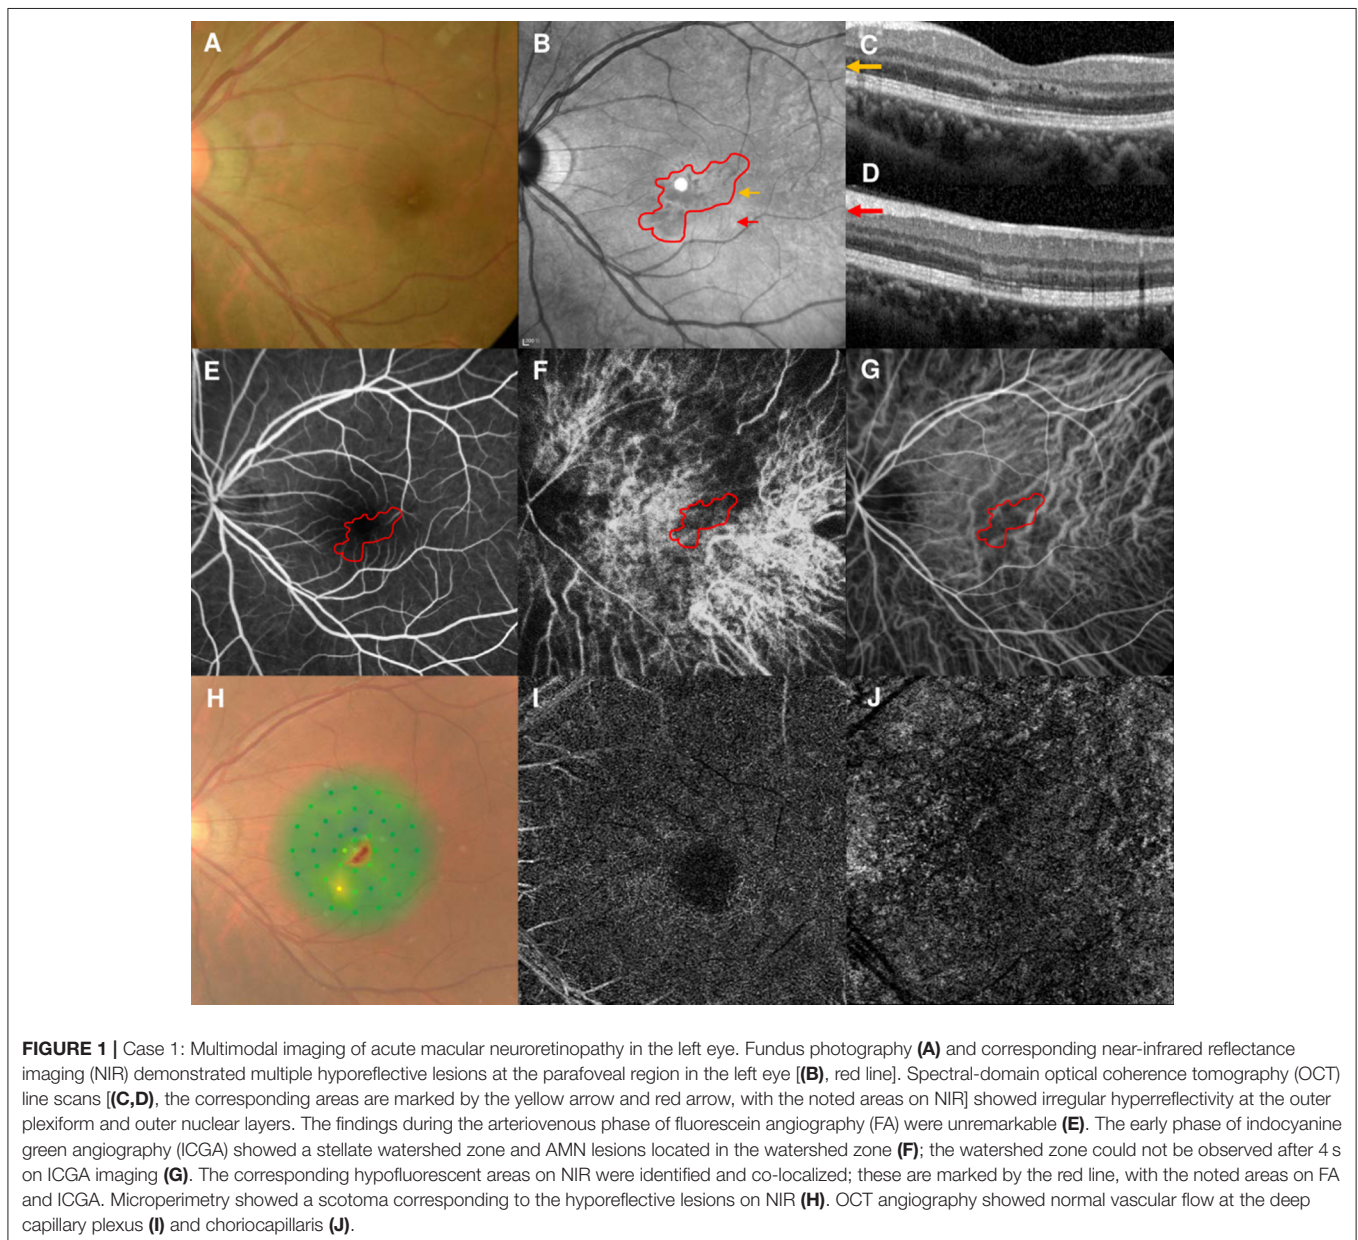 A
B
C
D
E
F
G
H
I
J
FIGURE 1 | Case 1: Multimodal imaging of acute macular neuroretinopathy in the left eye. Fundus photography (A) and corresponding near-infrared reflectance
imaging (NIR) demonstrated multiple hyporeflective lesions at the parafoveal region in the left eye [(B), red line]. Spectral-domain optical coherence tomography (OCT)
line scans [(C,D), the corresponding areas are marked by the yellow arrow and red arrow, with the noted areas on NIR] showed irregular hyperreflectivity at the outer
plexiform and outer nuclear layers. The findings during the arteriovenous phase of fluorescein angiography (FA) were unremarkable (E). The early phase of indocyanine
green angiography (ICGA) showed a stellate watershed zone and AMN lesions located in the watershed zone (F); the watershed zone could not be observed after 4 s
on ICGA imaging (G). The corresponding hypofluorescent areas on NIR were identified and co-localized; these are marked by the red line, with the noted areas on FA
and ICGA. Microperimetry showed a scotoma corresponding to the hyporeflective lesions on NIR (H). OCT angiography showed normal vascular flow at the deep
capillary plexus (I) and choriocapillaris (J).